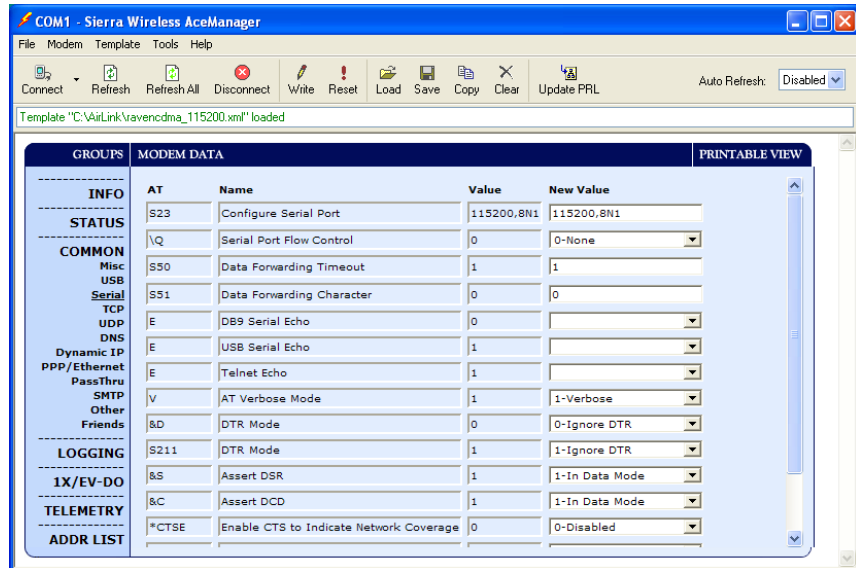 COM1 - Sierra Wireless AceManager
File Modem Template Tools Help
Connect Refresh Refresh All Disconnect Write Reset Load Save Copy Clear Update PRL Auto Refresh: Disabled
Template "C:\AirLink\ravencdma_115200.xml" loaded
GROUPS MODEM DATA PRINTABLE VIEW
INFO
STATUS
COMMON
Misc
USB
Serial
TCP
UDP
DNS
Dynamic IP
PPP/Ethernet
PassThru
SMTP
Other
Friends
LOGGING
1X/EV-DO
TELEMETRY
ADDR LIST
AT Name Value New Value
S23 Configure Serial Port 115200,8N1 115200,8N1
\Q Serial Port Flow Control 0 0-None
S50 Data Forwarding Timeout 1 1
S51 Data Forwarding Character 0 0
E DB9 Serial Echo 0
E USB Serial Echo 1
E Telnet Echo 1
V AT Verbose Mode 1 1-Verbose
&D DTR Mode 0 0-Ignore DTR
S211 DTR Mode 1 1-Ignore DTR
&S Assert DSR 1 1-In Data Mode
&C Assert DCD 1 1-In Data Mode
*CTSE Enable CTS to Indicate Network Coverage 0 0-Disabled